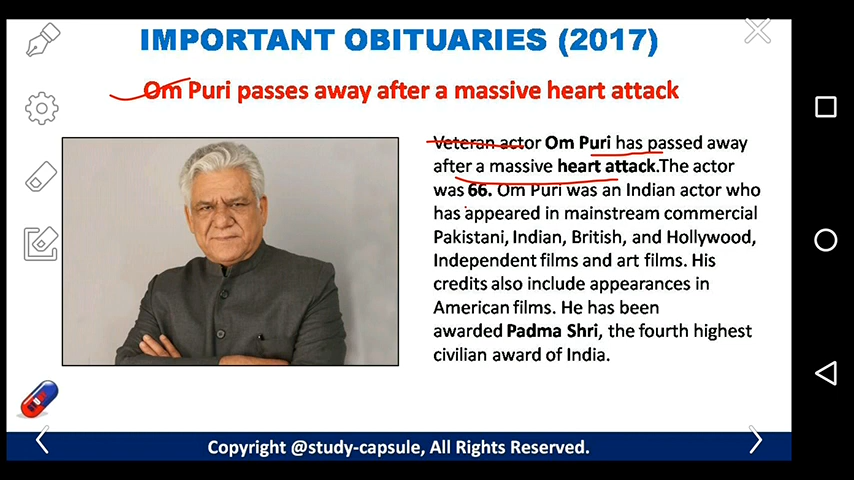 IMPORTANT OBITUARIES (2017)
Om Puri passes away after a massive heart attack
Veteran actor Om Puri has passed away
after a massive heart attack.The actor
was 66. Om Puri was an Indian actor who
has appeared in mainstream commercial
Pakistani, Indian, British, and Hollywood,
Independent films and art films. His
credits also include appearances in
American films. He has been
awarded Padma Shri, the fourth highest
civilian award of India.
Copyright @study-capsule, All Rights Reserved.